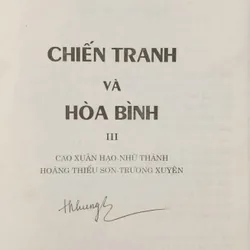 CHIẾN TRANH
VÀ
HÒA BÌNH
III
CAO XUÂN HẠO-NHỮ THÀNH
HOÀNG THIẾU SƠN-TRƯỜNG XUYÊN